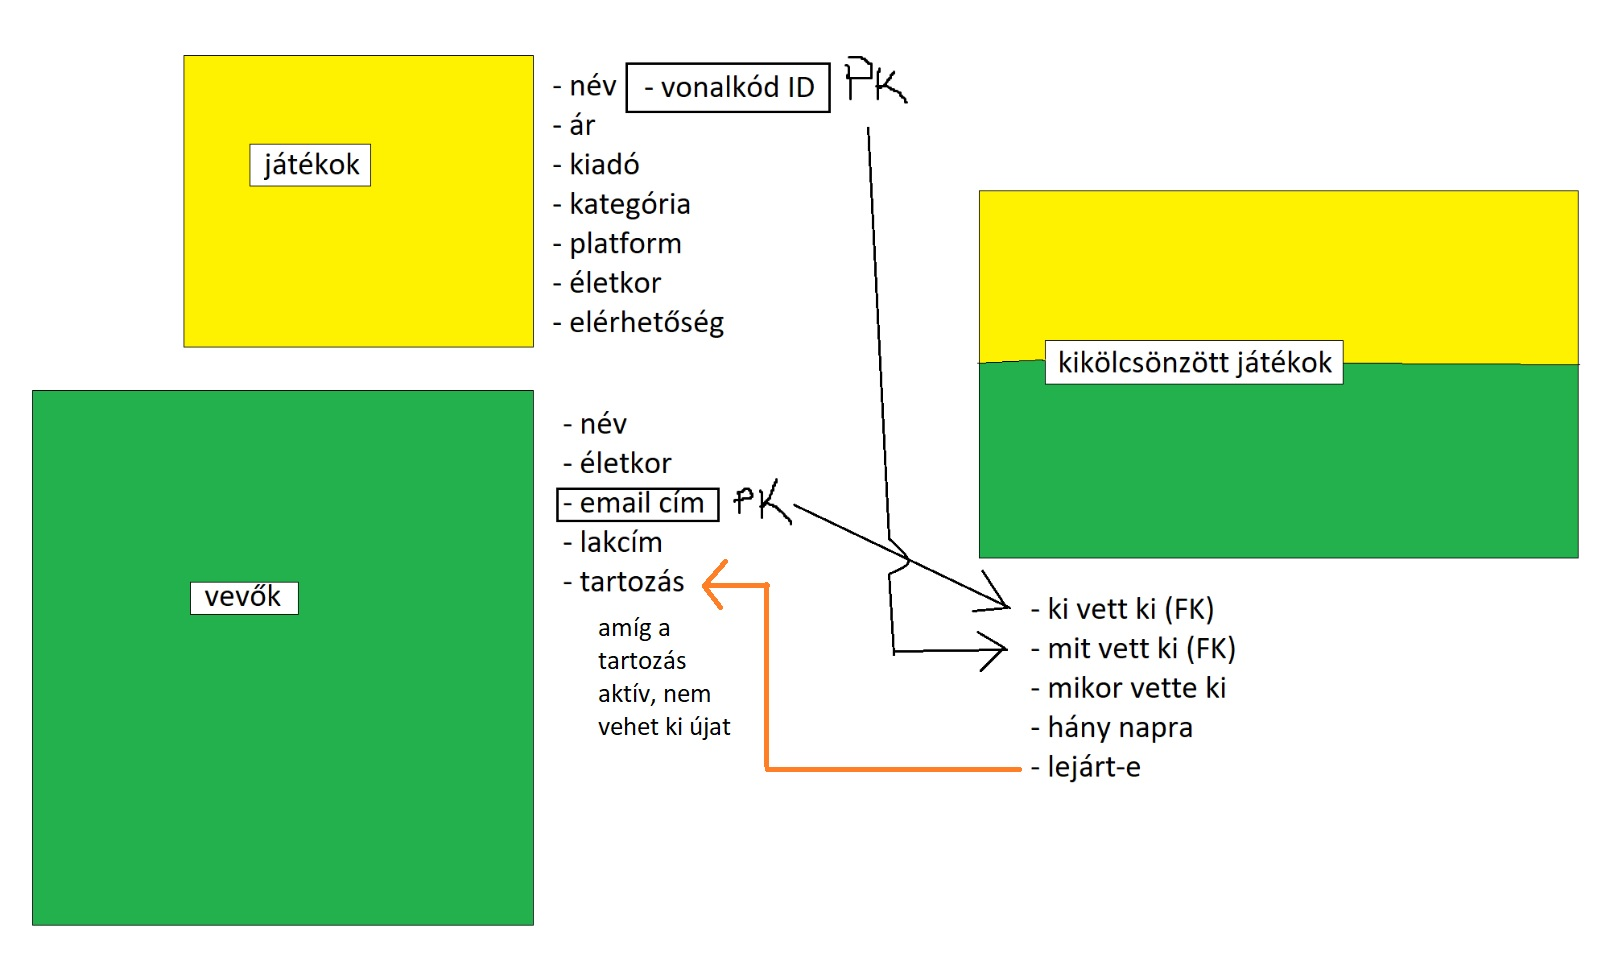 játékok
- név
- vonalkód ID
PK
- ár
- kiadó
- kategória
- platform
- életkor
- elérhetőség
vevők
- név
- életkor
- email cím
PK
- lakcím
- tartozás
amíg a
tartozás
aktív, nem
vehet ki újat
kikölcsönzött játékok
- ki vett ki (FK)
- mit vett ki (FK)
- mikor vette ki
- hány napra
- lejárt-e